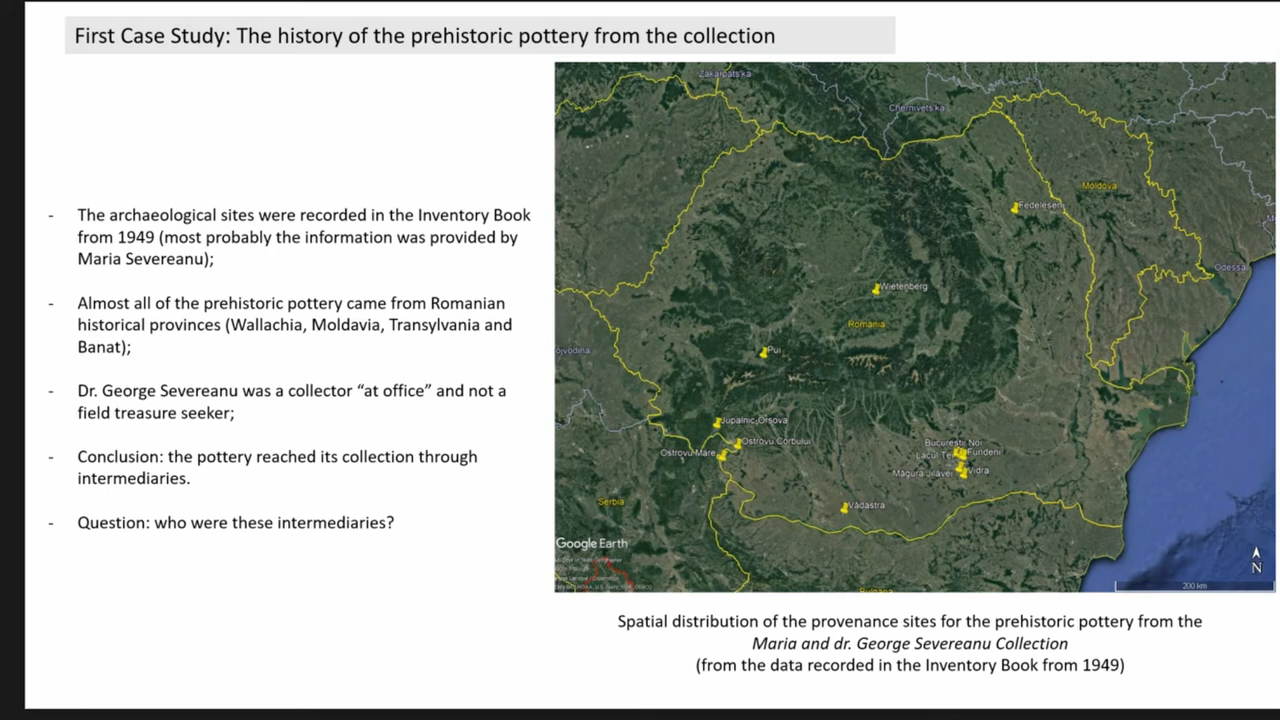 First Case Study: The history of the prehistoric pottery from the collection
- The archaeological sites were recorded in the Inventory Book
from 1949 (most probably the information was provided by
Maria Severeanu);
- Almost all of the prehistoric pottery came from Romanian
historical provinces (Wallachia, Moldavia, Transylvania and
Banat);
- Dr. George Severeanu was a collector “at office” and not a
field treasure seeker;
- Conclusion: the pottery reached its collection through
intermediaries.
- Question: who were these intermediaries?
Zakarpats'ka
Chernivets'ka
Moldova
Fedeleseni
Odessa
Wietenberg
Romania
ojvodina
Pui
Jupalnic-Orsova
Ostrovu Corbului
Ostrovu Mare
Bucurestii Noi
Lacul Te
Fundeni
Măgura Jilavei
Vidra
Vădastra
Serbia
Google Earth
N
200 km
Spatial distribution of the provenance sites for the prehistoric pottery from the
Maria and dr. George Severeanu Collection
(from the data recorded in the Inventory Book from 1949)